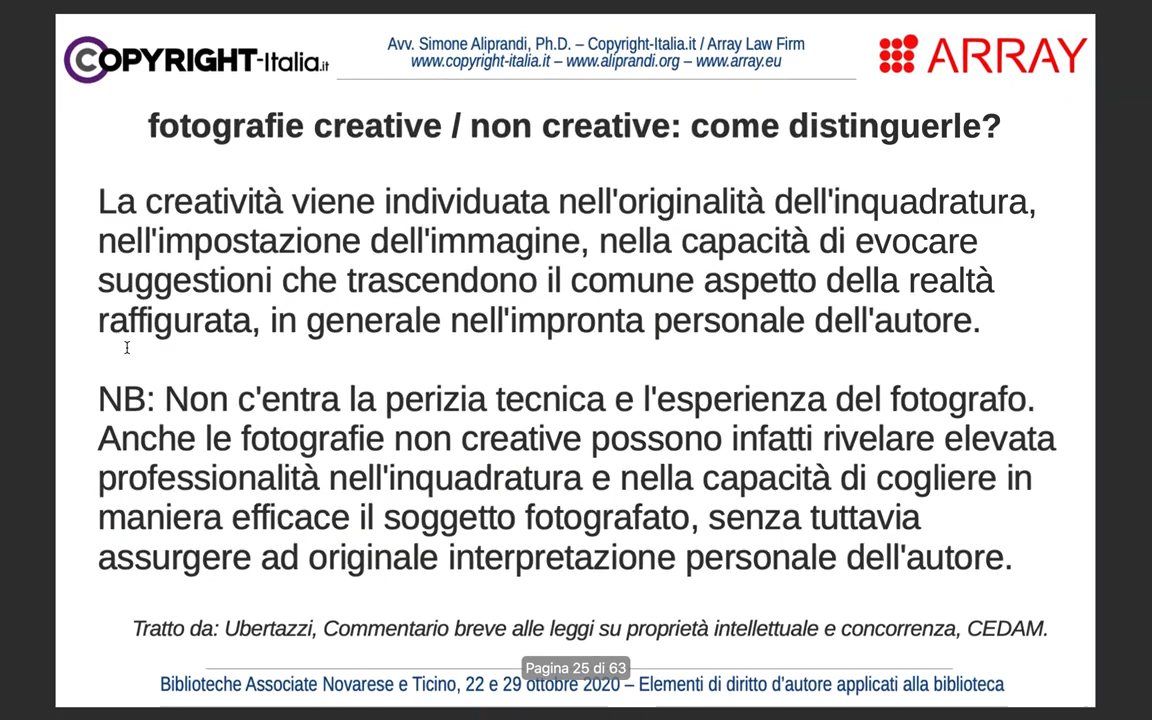 COPYRIGHT-Italia.it
Avv. Simone Aliprandi, Ph.D. – Copyright-Italia.it / Array Law Firm
www.copyright-italia.it – www.aliprandi.org – www.array.eu
ARRAY
fotografie creative / non creative: come distinguerle?
La creatività viene individuata nell'originalità dell'inquadratura,
nell'impostazione dell'immagine, nella capacità di evocare
suggestioni che trascendono il comune aspetto della realtà
raffigurata, in generale nell'impronta personale dell'autore.
NB: Non c'entra la perizia tecnica e l'esperienza del fotografo.
Anche le fotografie non creative possono infatti rivelare elevata
professionalità nell'inquadratura e nella capacità di cogliere in
maniera efficace il soggetto fotografato, senza tuttavia
assurgere ad originale interpretazione personale dell'autore.
Tratto da: Ubertazzi, Commentario breve alle leggi su proprietà intellettuale e concorrenza, CEDAM.
Pagina 25 di 63
Biblioteche Associate Novarese e Ticino, 22 e 29 ottobre 2020 – Elementi di diritto d'autore applicati alla biblioteca